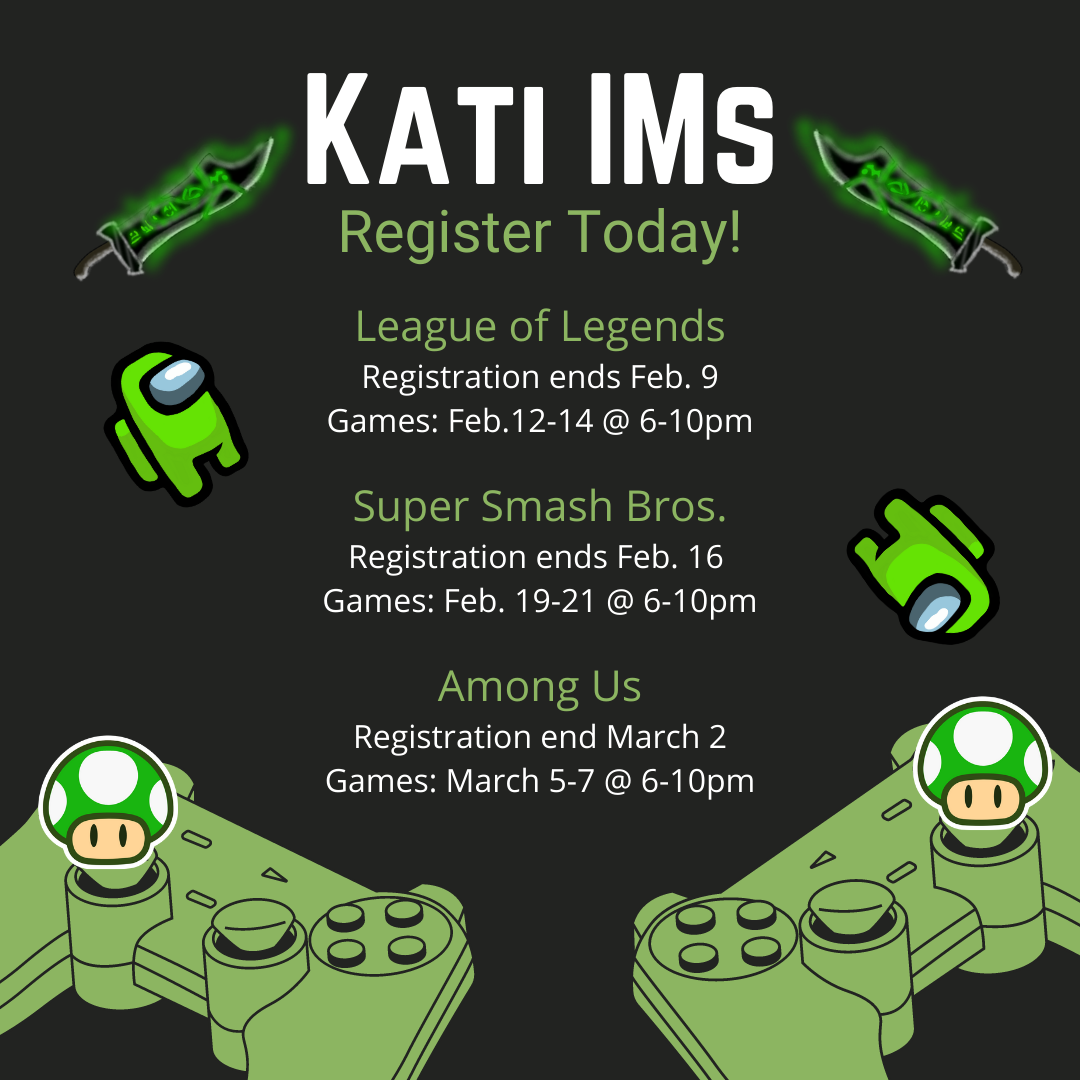 Kati IMs
Register Today!
League of Legends
Registration ends Feb. 9
Games: Feb.12-14 @ 6-10pm
Super Smash Bros.
Registration ends Feb. 16
Games: Feb. 19-21 @ 6-10pm
Among Us
Registration end March 2
Games: March 5-7 @ 6-10pm